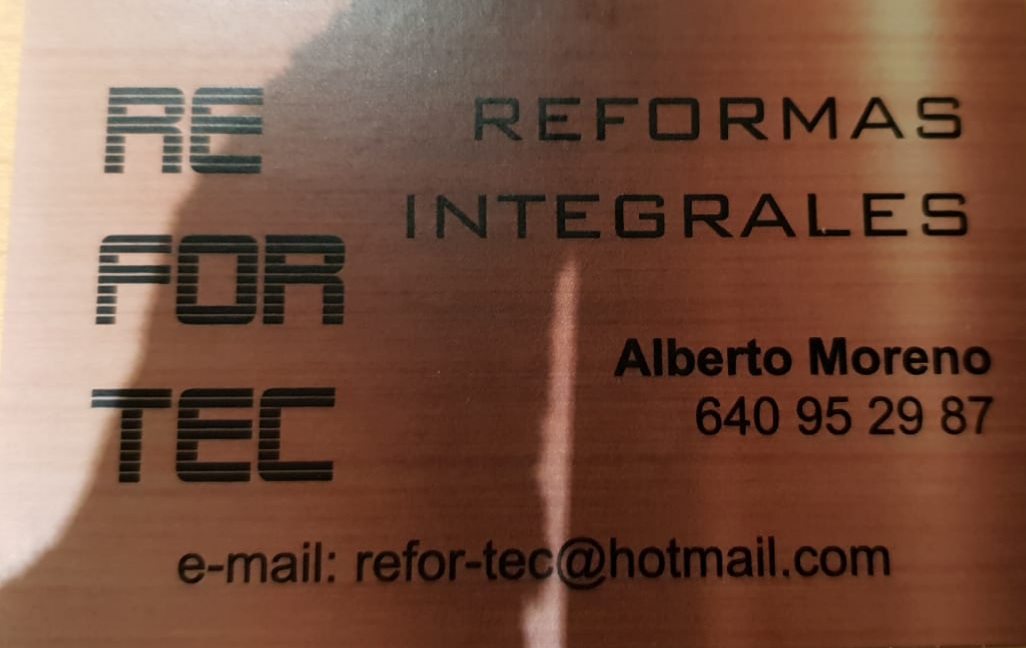 RE
FOR
TEC
REFORMAS
INTEGRALES
Alberto Moreno
640 95 29 87
e-mail: refor-tec@hotmail.com